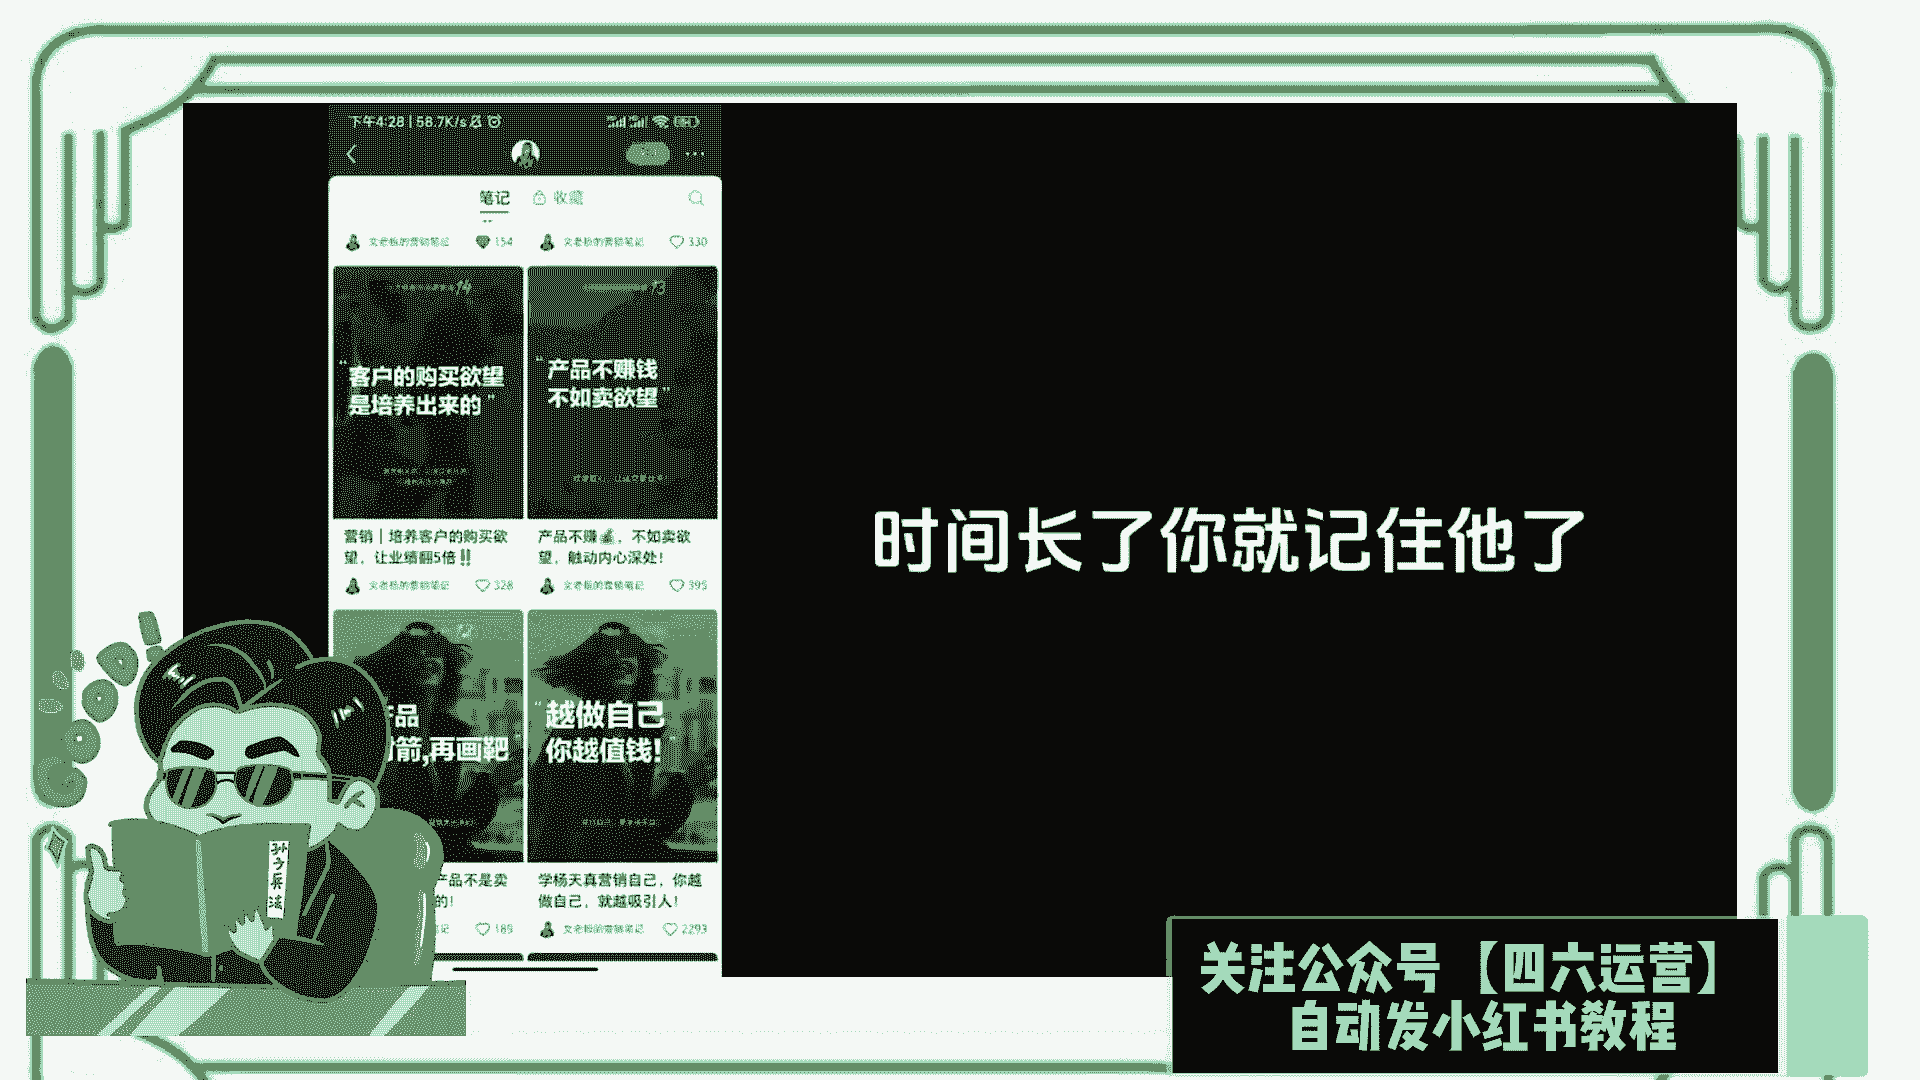 下午4:28 | 58.7K/s
笔记
收藏
文老板的营销笔记
154
文老板的营销笔记
330
14
13
“客户的购买欲望
是培养出来的”
“产品不赚钱
不如卖欲望”
营销｜培养客户的购买欲
望，让业绩翻5倍‼️
产品不赚💰，不如卖欲
望，触动内心深处！
文老板的营销笔记
328
文老板的营销笔记
395
12
品
箭,再画靶”
“越做自己
你越值钱!”
产品不是卖
的!
学杨天真营销自己，你越
做自己，就越吸引人！
笔记
189
文老板的营销笔记
2293
时间长了你就记住他了
孙子兵法
关注公众号【四六运营】
自动发小红书教程